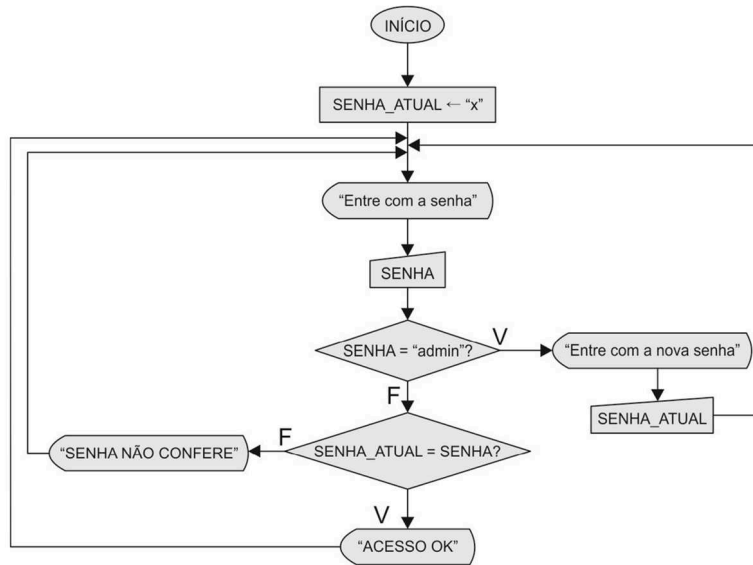 INÍCIO
SENHA_ATUAL ← “x”
“Entre com a senha”
SENHA
SENHA = “admin”?
V
“Entre com a nova senha”
SENHA_ATUAL
F
SENHA_ATUAL = SENHA?
F
“SENHA NÃO CONFERE”
V
“ACESSO OK”